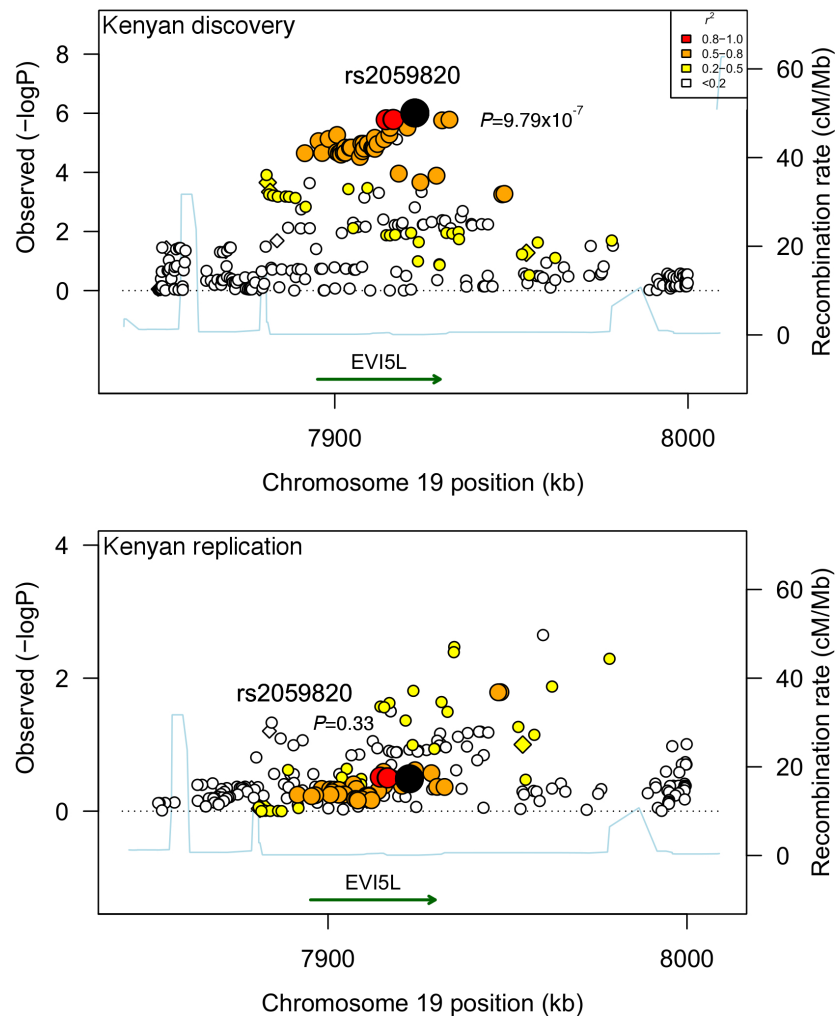 Kenyan discovery
r²
0.8−1.0
0.5−0.8
0.2−0.5
<0.2
rs2059820
P=9.79x10⁻⁷
Observed (−logP)
8
6
4
2
0
Recombination rate (cM/Mb)
60
40
20
0
EVI5L
7900
8000
Chromosome 19 position (kb)
Kenyan replication
rs2059820
P=0.33
Observed (−logP)
4
2
0
Recombination rate (cM/Mb)
60
40
20
0
EVI5L
7900
8000
Chromosome 19 position (kb)